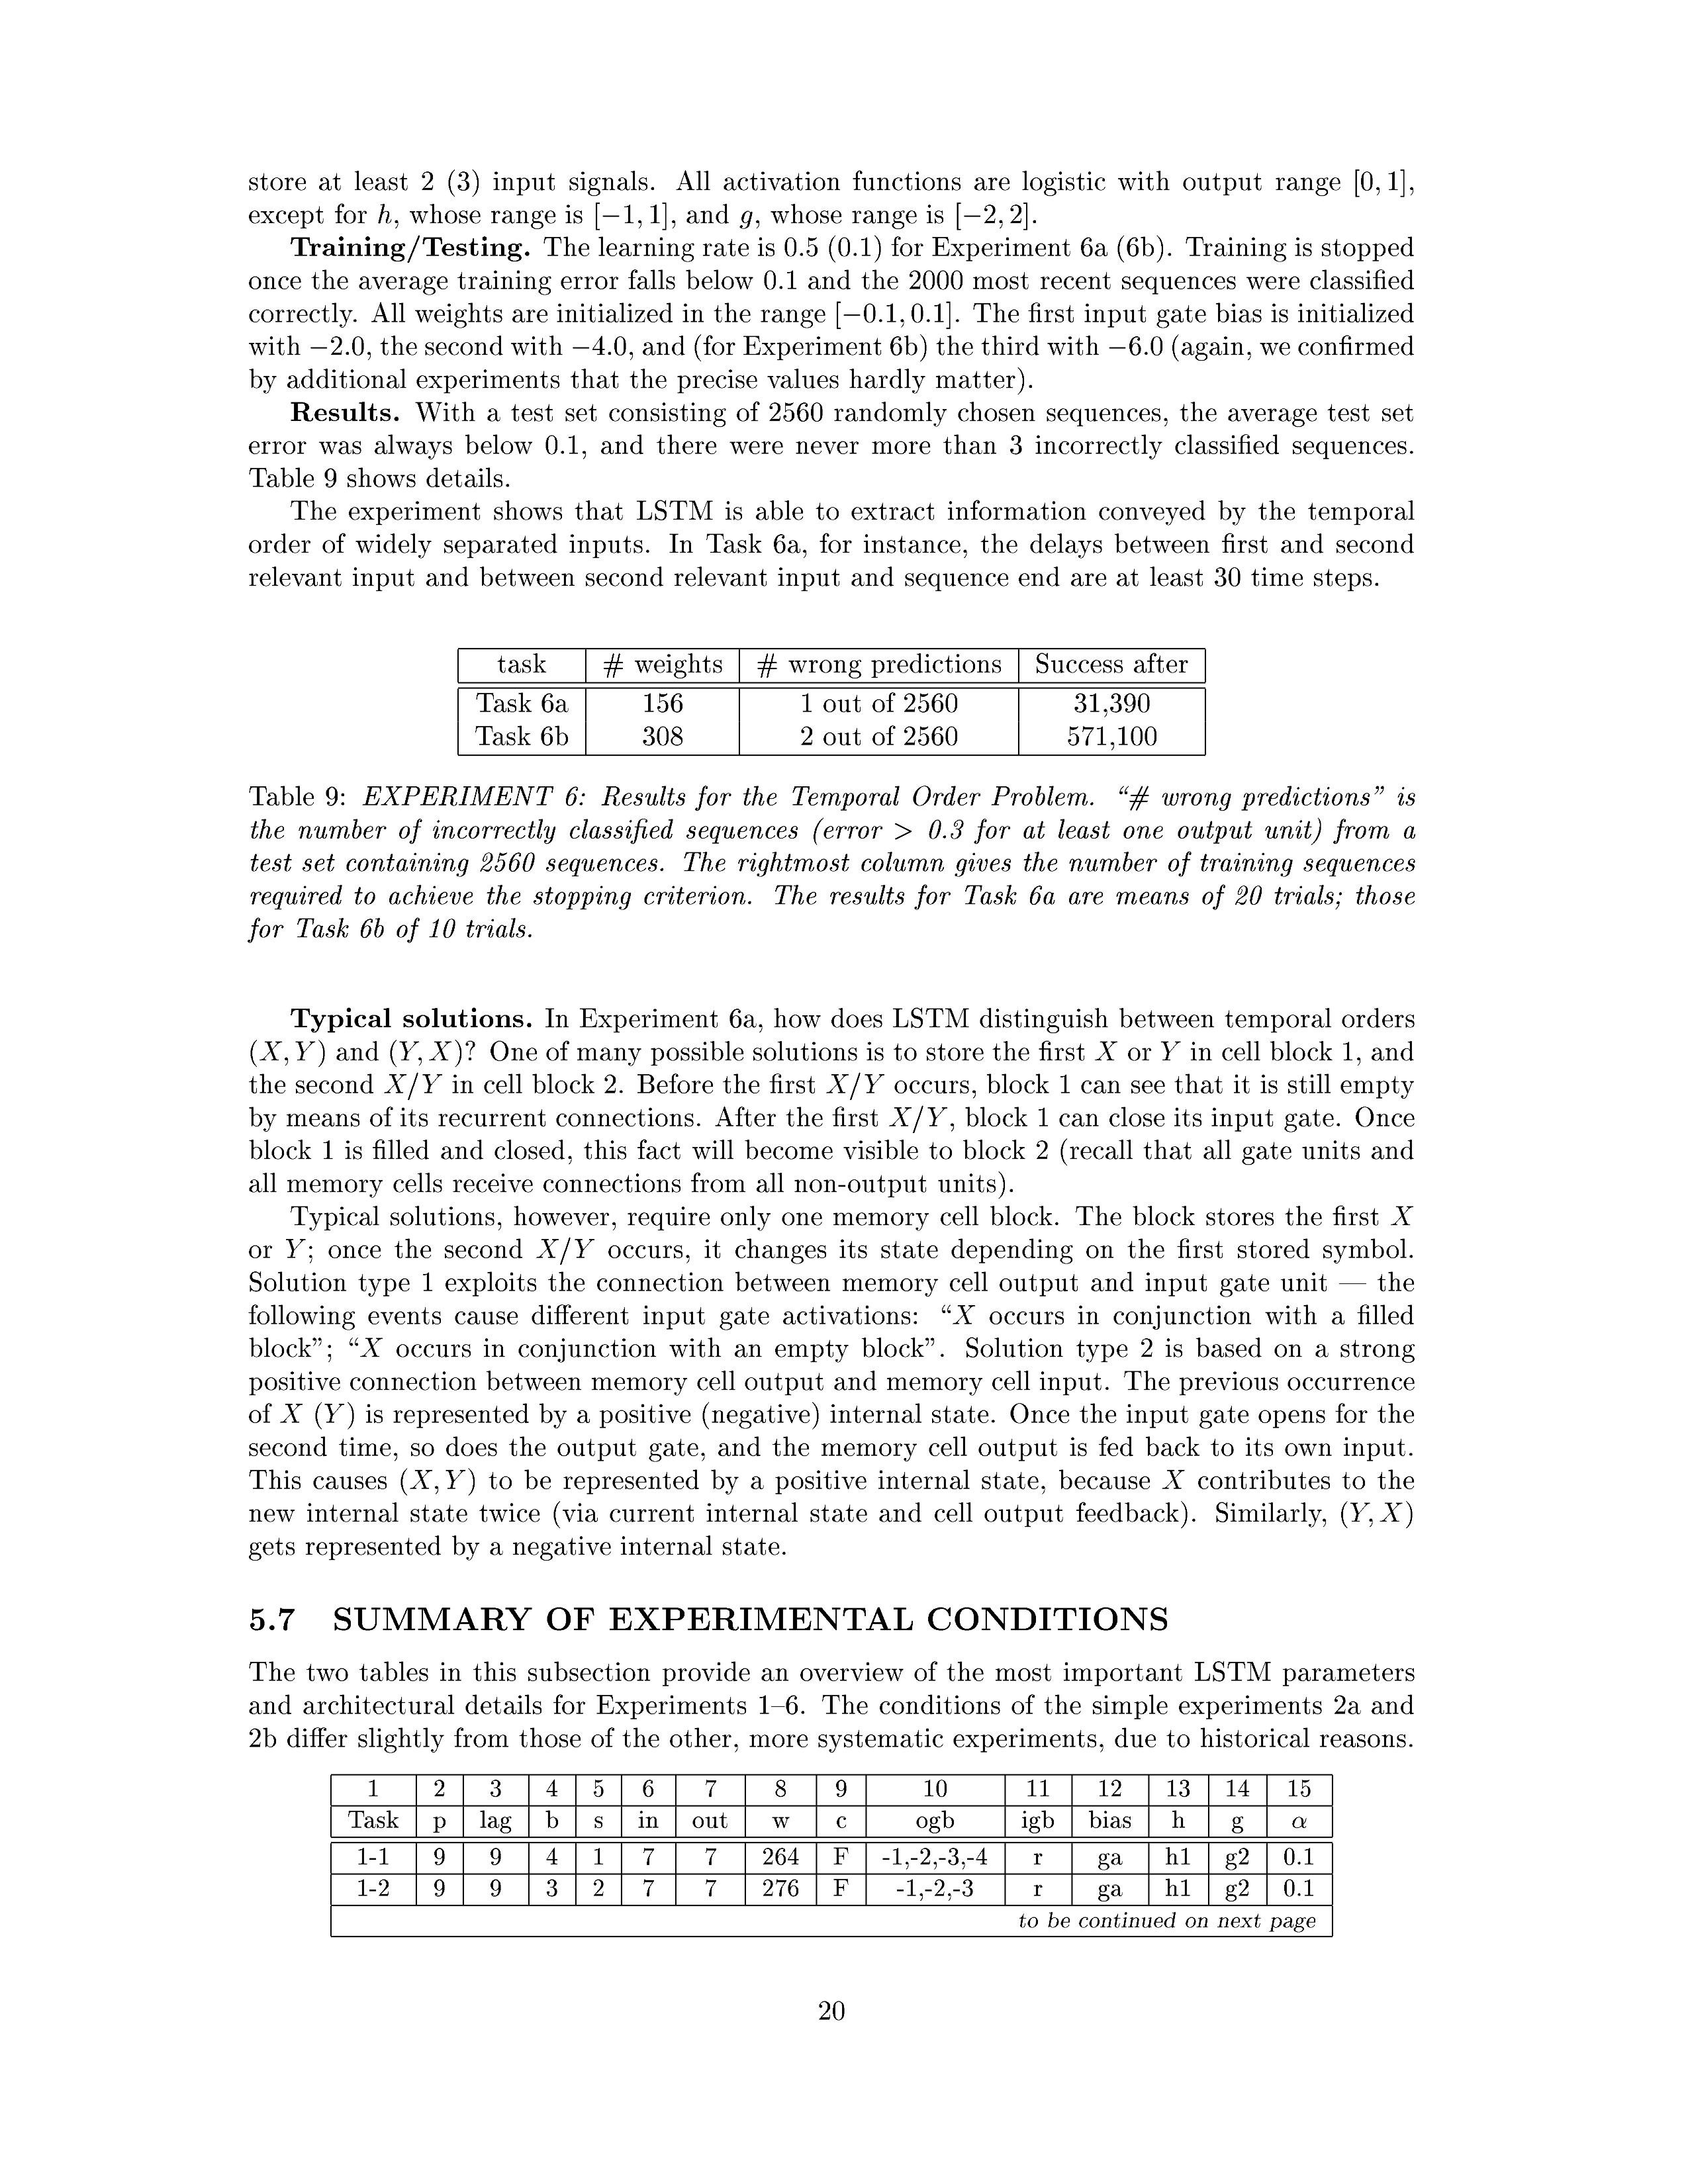 store at least 2 (3) input signals. All activation functions are logistic with output range [0, 1],
except for h, whose range is [−1, 1], and g, whose range is [−2, 2].
Training/Testing. The learning rate is 0.5 (0.1) for Experiment 6a (6b). Training is stopped
once the average training error falls below 0.1 and the 2000 most recent sequences were classified
correctly. All weights are initialized in the range [−0.1, 0.1]. The first input gate bias is initialized
with −2.0, the second with −4.0, and (for Experiment 6b) the third with −6.0 (again, we confirmed
by additional experiments that the precise values hardly matter).
Results. With a test set consisting of 2560 randomly chosen sequences, the average test set
error was always below 0.1, and there were never more than 3 incorrectly classified sequences.
Table 9 shows details.
The experiment shows that LSTM is able to extract information conveyed by the temporal
order of widely separated inputs. In Task 6a, for instance, the delays between first and second
relevant input and between second relevant input and sequence end are at least 30 time steps.
task # weights # wrong predictions Success after
Task 6a 156 1 out of 2560 31,390
Task 6b 308 2 out of 2560 571,100
Table 9: EXPERIMENT 6: Results for the Temporal Order Problem. “# wrong predictions” is
the number of incorrectly classified sequences (error > 0.3 for at least one output unit) from a
test set containing 2560 sequences. The rightmost column gives the number of training sequences
required to achieve the stopping criterion. The results for Task 6a are means of 20 trials; those
for Task 6b of 10 trials.
Typical solutions. In Experiment 6a, how does LSTM distinguish between temporal orders
(X, Y) and (Y, X)? One of many possible solutions is to store the first X or Y in cell block 1, and
the second X/Y in cell block 2. Before the first X/Y occurs, block 1 can see that it is still empty
by means of its recurrent connections. After the first X/Y, block 1 can close its input gate. Once
block 1 is filled and closed, this fact will become visible to block 2 (recall that all gate units and
all memory cells receive connections from all non-output units).
Typical solutions, however, require only one memory cell block. The block stores the first X
or Y; once the second X/Y occurs, it changes its state depending on the first stored symbol.
Solution type 1 exploits the connection between memory cell output and input gate unit — the
following events cause different input gate activations: “X occurs in conjunction with a filled
block”; “X occurs in conjunction with an empty block”. Solution type 2 is based on a strong
positive connection between memory cell output and memory cell input. The previous occurrence
of X (Y) is represented by a positive (negative) internal state. Once the input gate opens for the
second time, so does the output gate, and the memory cell output is fed back to its own input.
This causes (X, Y) to be represented by a positive internal state, because X contributes to the
new internal state twice (via current internal state and cell output feedback). Similarly, (Y, X)
gets represented by a negative internal state.
5.7 SUMMARY OF EXPERIMENTAL CONDITIONS
The two tables in this subsection provide an overview of the most important LSTM parameters
and architectural details for Experiments 1–6. The conditions of the simple experiments 2a and
2b differ slightly from those of the other, more systematic experiments, due to historical reasons.
1 2 3 4 5 6 7 8 9 10 11 12 13 14 15
Task p lag b s in out w c ogb igb bias h g α
1-1 9 9 4 1 7 7 264 F -1,-2,-3,-4 r ga h1 g2 0.1
1-2 9 9 3 2 7 7 276 F -1,-2,-3 r ga h1 g2 0.1
to be continued on next page
20